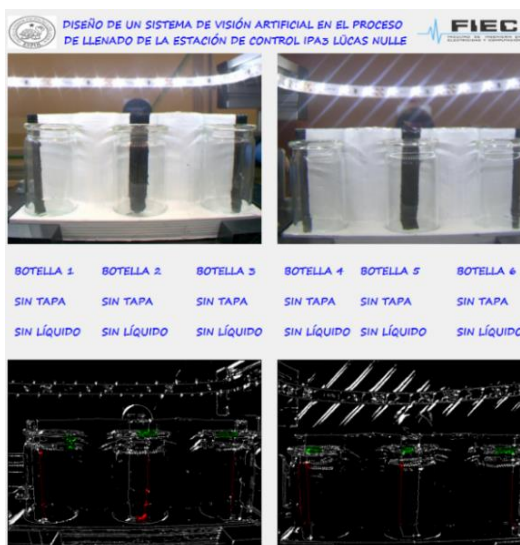 DISEÑO DE UN SISTEMA DE VISIÓN ARTIFICIAL EN EL PROCESO
DE LLENADO DE LA ESTACIÓN DE CONTROL IPA3 LÜCAS NULLE
FIEC
BOTELLA 1 BOTELLA 2 BOTELLA 3 BOTELLA 4 BOTELLA 5 BOTELLA 6
SIN TAPA SIN TAPA SIN TAPA SIN TAPA SIN TAPA SIN TAPA
SIN LÍQUIDO SIN LÍQUIDO SIN LÍQUIDO SIN LÍQUIDO SIN LÍQUIDO SIN LÍQUIDO